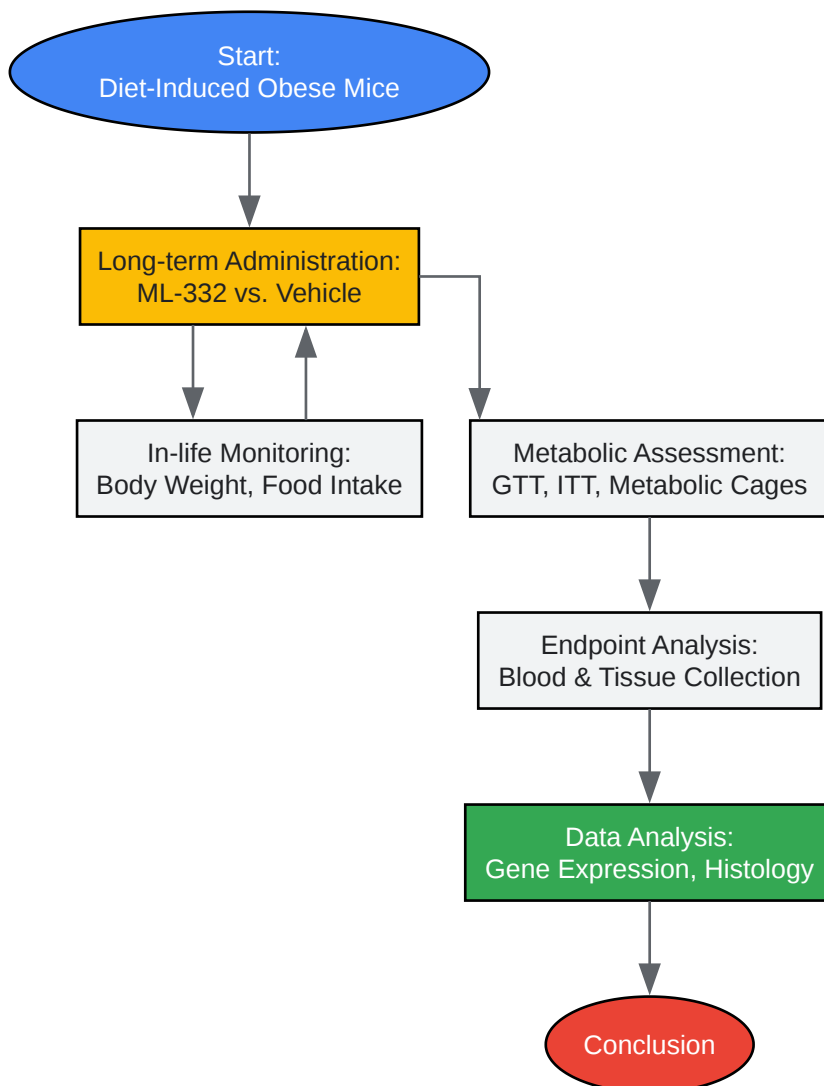 Start:
Diet-Induced Obese Mice
Long-term Administration:
ML-332 vs. Vehicle
In-life Monitoring:
Body Weight, Food Intake
Metabolic Assessment:
GTT, ITT, Metabolic Cages
Endpoint Analysis:
Blood & Tissue Collection
Data Analysis:
Gene Expression, Histology
Conclusion